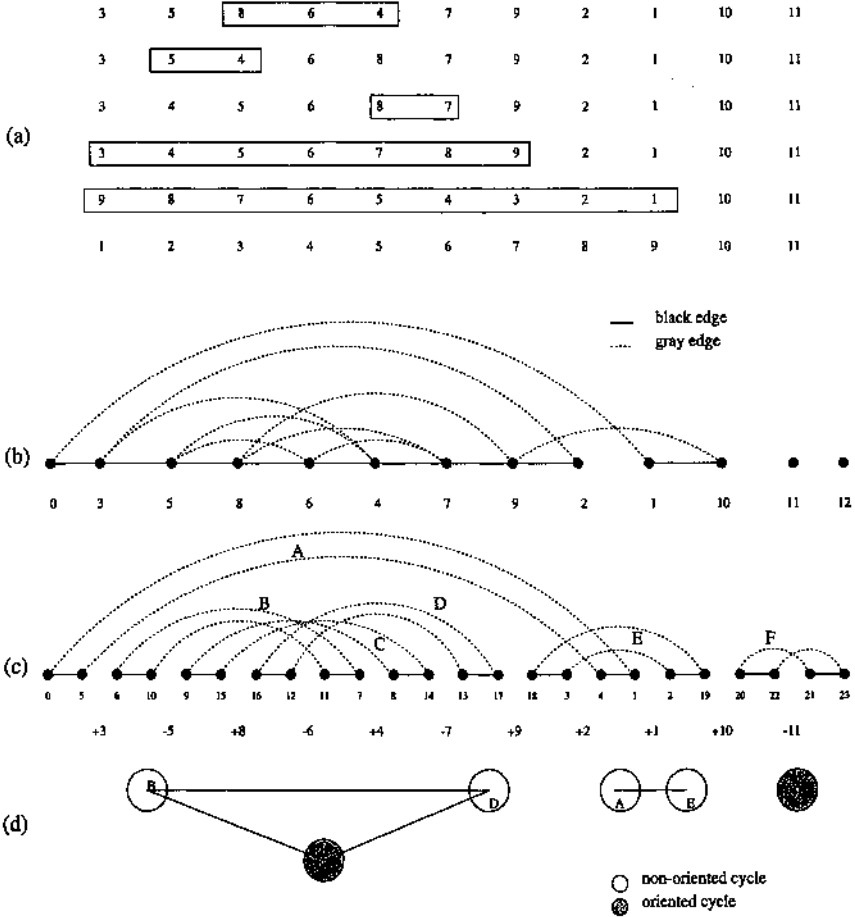 3 5 8 6 4 7 9 2 1 10 11
3 5 4 6 8 7 9 2 1 10 11
3 4 5 6 8 7 9 2 1 10 11
(a)
3 4 5 6 7 8 9 2 1 10 11
9 8 7 6 5 4 3 2 1 10 11
1 2 3 4 5 6 7 8 9 10 11
black edge
gray edge
(b)
0 3 5 8 6 4 7 9 2 1 10 11 12
A
B D
E F
C
(c)
0 5 6 10 9 15 16 12 11 7 8 14 13 17 18 3 4 1 2 19 20 22 21 23
+3 -5 +8 -6 +4 -7 +9 +2 +1 +10 -11
B D A E
(d)
non-oriented cycle
oriented cycle